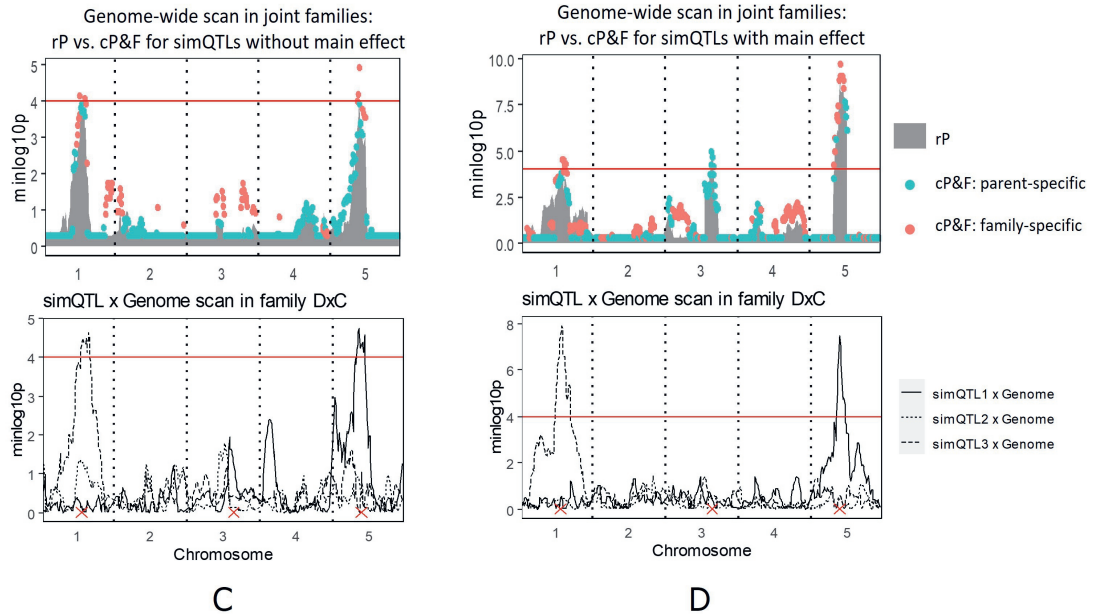 Genome-wide scan in joint families:
rP vs. cP&F for simQTLs without main effect
minlog10p
5
4
3
2
1
0
1 2 3 4 5
simQTL x Genome scan in family DxC
minlog10p
5
4
3
2
1
0
1 2 3 4 5
Chromosome
C
Genome-wide scan in joint families:
rP vs. cP&F for simQTLs with main effect
minlog10p
10.0
7.5
5.0
2.5
0.0
1 2 3 4 5
simQTL x Genome scan in family DxC
minlog10p
8
6
4
2
0
1 2 3 4 5
Chromosome
D
rP
cP&F: parent-specific
cP&F: family-specific
simQTL1 x Genome
simQTL2 x Genome
simQTL3 x Genome